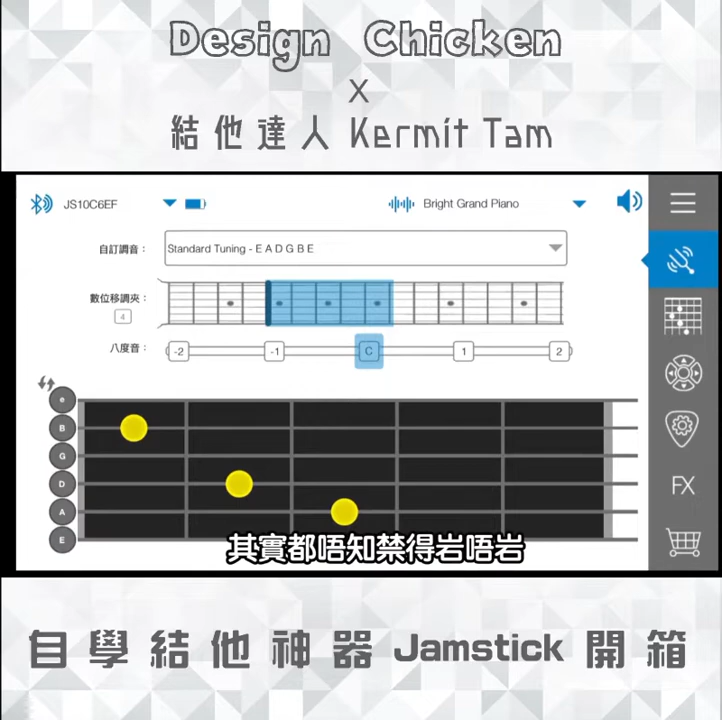 Design Chicken
X
結他達人 Kermit Tam
JS10C6EF
Bright Grand Piano
自訂調音：
Standard Tuning - E A D G B E
數位移調夾：
4
八度音：
-2 -1 C 1 2
e
B
G
D
A
E
FX
其實都唔知禁得岩唔岩
自學結他神器 Jamstick 開箱